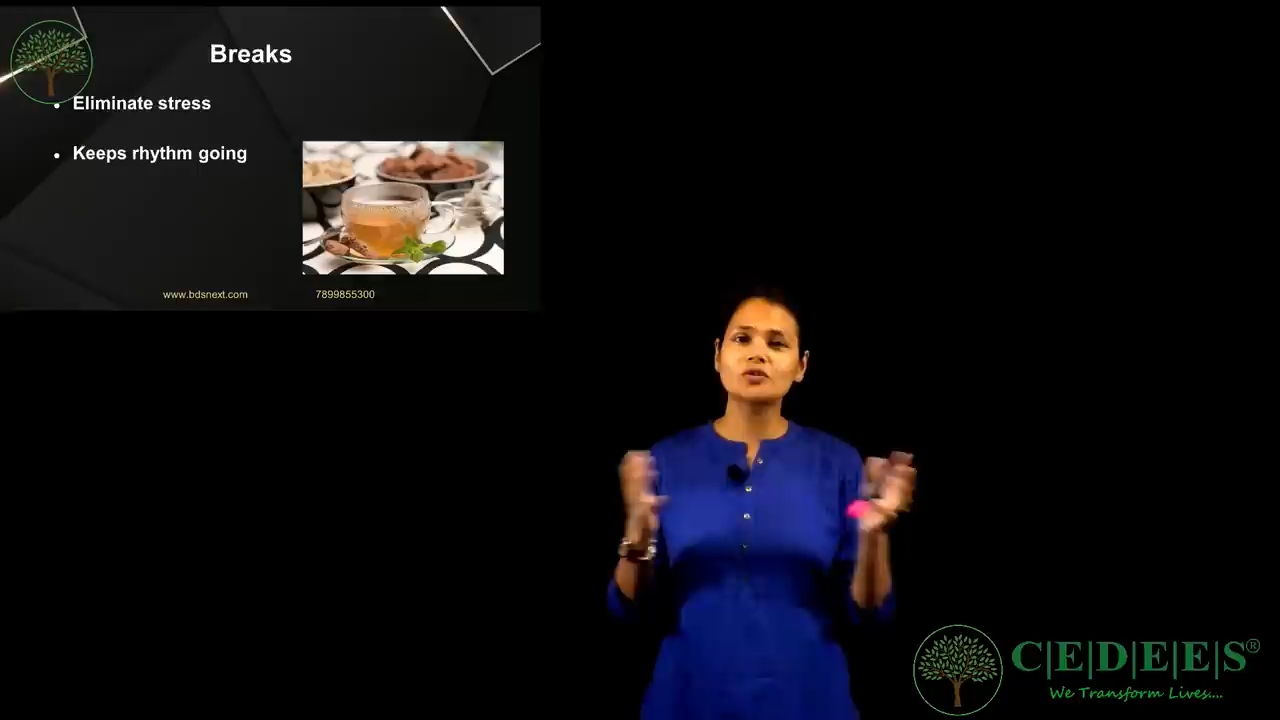 Breaks
• Eliminate stress
• Keeps rhythm going
www.bdsnext.com
7899855300
C|E|D|E|E|S®
We Transform Lives....